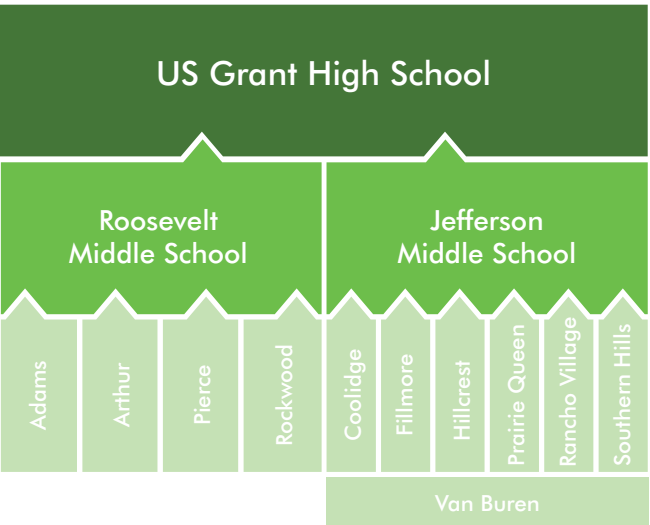 US Grant High School
Roosevelt
Middle School
Jefferson
Middle School
Adams
Arthur
Pierce
Rockwood
Coolidge
Fillmore
Hillcrest
Prairie Queen
Rancho Village
Southern Hills
Van Buren